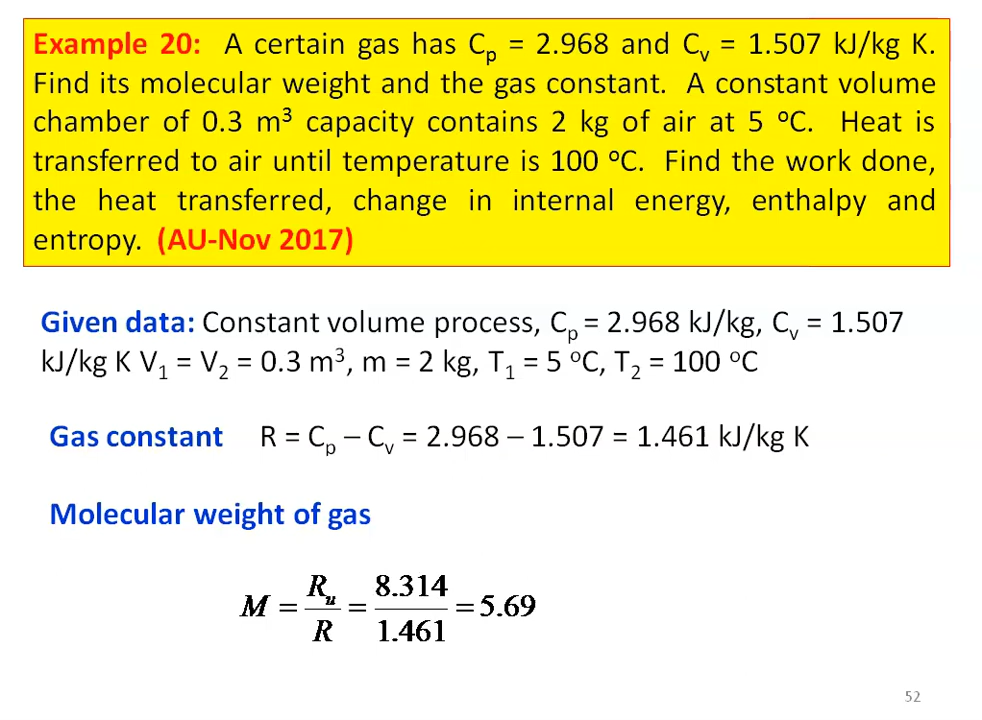 Example 20: A certain gas has Cp = 2.968 and Cv = 1.507 kJ/kg K.
Find its molecular weight and the gas constant. A constant volume
chamber of 0.3 m³ capacity contains 2 kg of air at 5 ºC. Heat is
transferred to air until temperature is 100 ºC. Find the work done,
the heat transferred, change in internal energy, enthalpy and
entropy. (AU-Nov 2017)
Given data: Constant volume process, Cp = 2.968 kJ/kg, Cv = 1.507
kJ/kg K V1 = V2 = 0.3 m³, m = 2 kg, T1 = 5 ºC, T2 = 100 ºC
Gas constant R = Cp – Cv = 2.968 – 1.507 = 1.461 kJ/kg K
Molecular weight of gas
M = Ru/R = 8.314/1.461 = 5.69
52